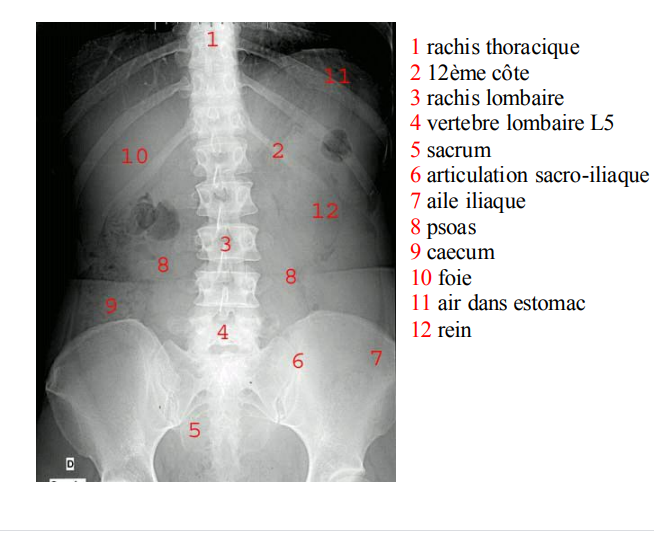 1
11
2
10
12
3
8
8
9
4
6
7
5
D
1 rachis thoracique
2 12ème côte
3 rachis lombaire
4 vertebre lombaire L5
5 sacrum
6 articulation sacro-iliaque
7 aile iliaque
8 psoas
9 caecum
10 foie
11 air dans estomac
12 rein